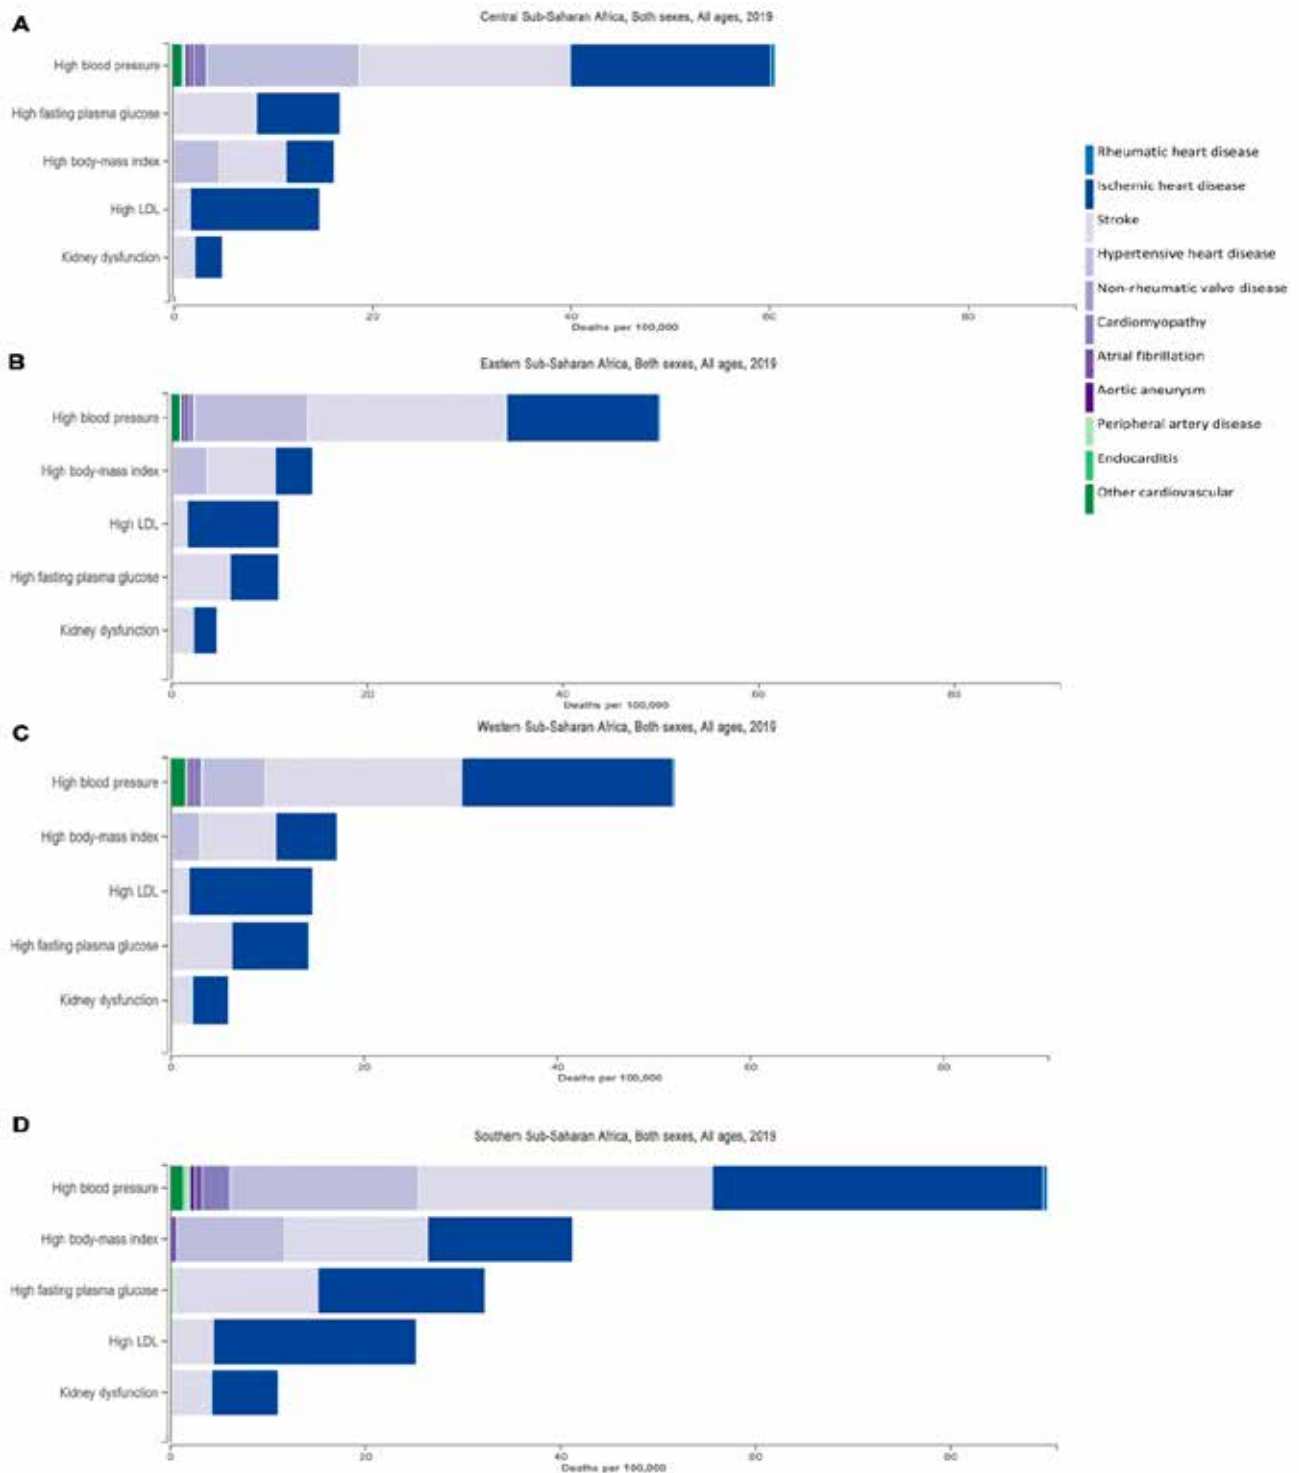 A
Central Sub-Saharan Africa, Both sexes, All ages, 2019
High blood pressure
High fasting plasma glucose
High body-mass index
High LDL
Kidney dysfunction
0 20 40 60 80
Deaths per 100,000
Rheumatic heart disease
Ischemic heart disease
Stroke
Hypertensive heart disease
Non-rheumatic valve disease
Cardiomyopathy
Atrial fibrillation
Aortic aneurysm
Peripheral artery disease
Endocarditis
Other cardiovascular
B
Eastern Sub-Saharan Africa, Both sexes, All ages, 2019
High blood pressure
High body-mass index
High LDL
High fasting plasma glucose
Kidney dysfunction
0 20 40 60 80
Deaths per 100,000
C
Western Sub-Saharan Africa, Both sexes, All ages, 2019
High blood pressure
High body-mass index
High LDL
High fasting plasma glucose
Kidney dysfunction
0 20 40 60 80
Deaths per 100,000
D
Southern Sub-Saharan Africa, Both sexes, All ages, 2019
High blood pressure
High body-mass index
High fasting plasma glucose
High LDL
Kidney dysfunction
0 20 40 60 80
Deaths per 100,000